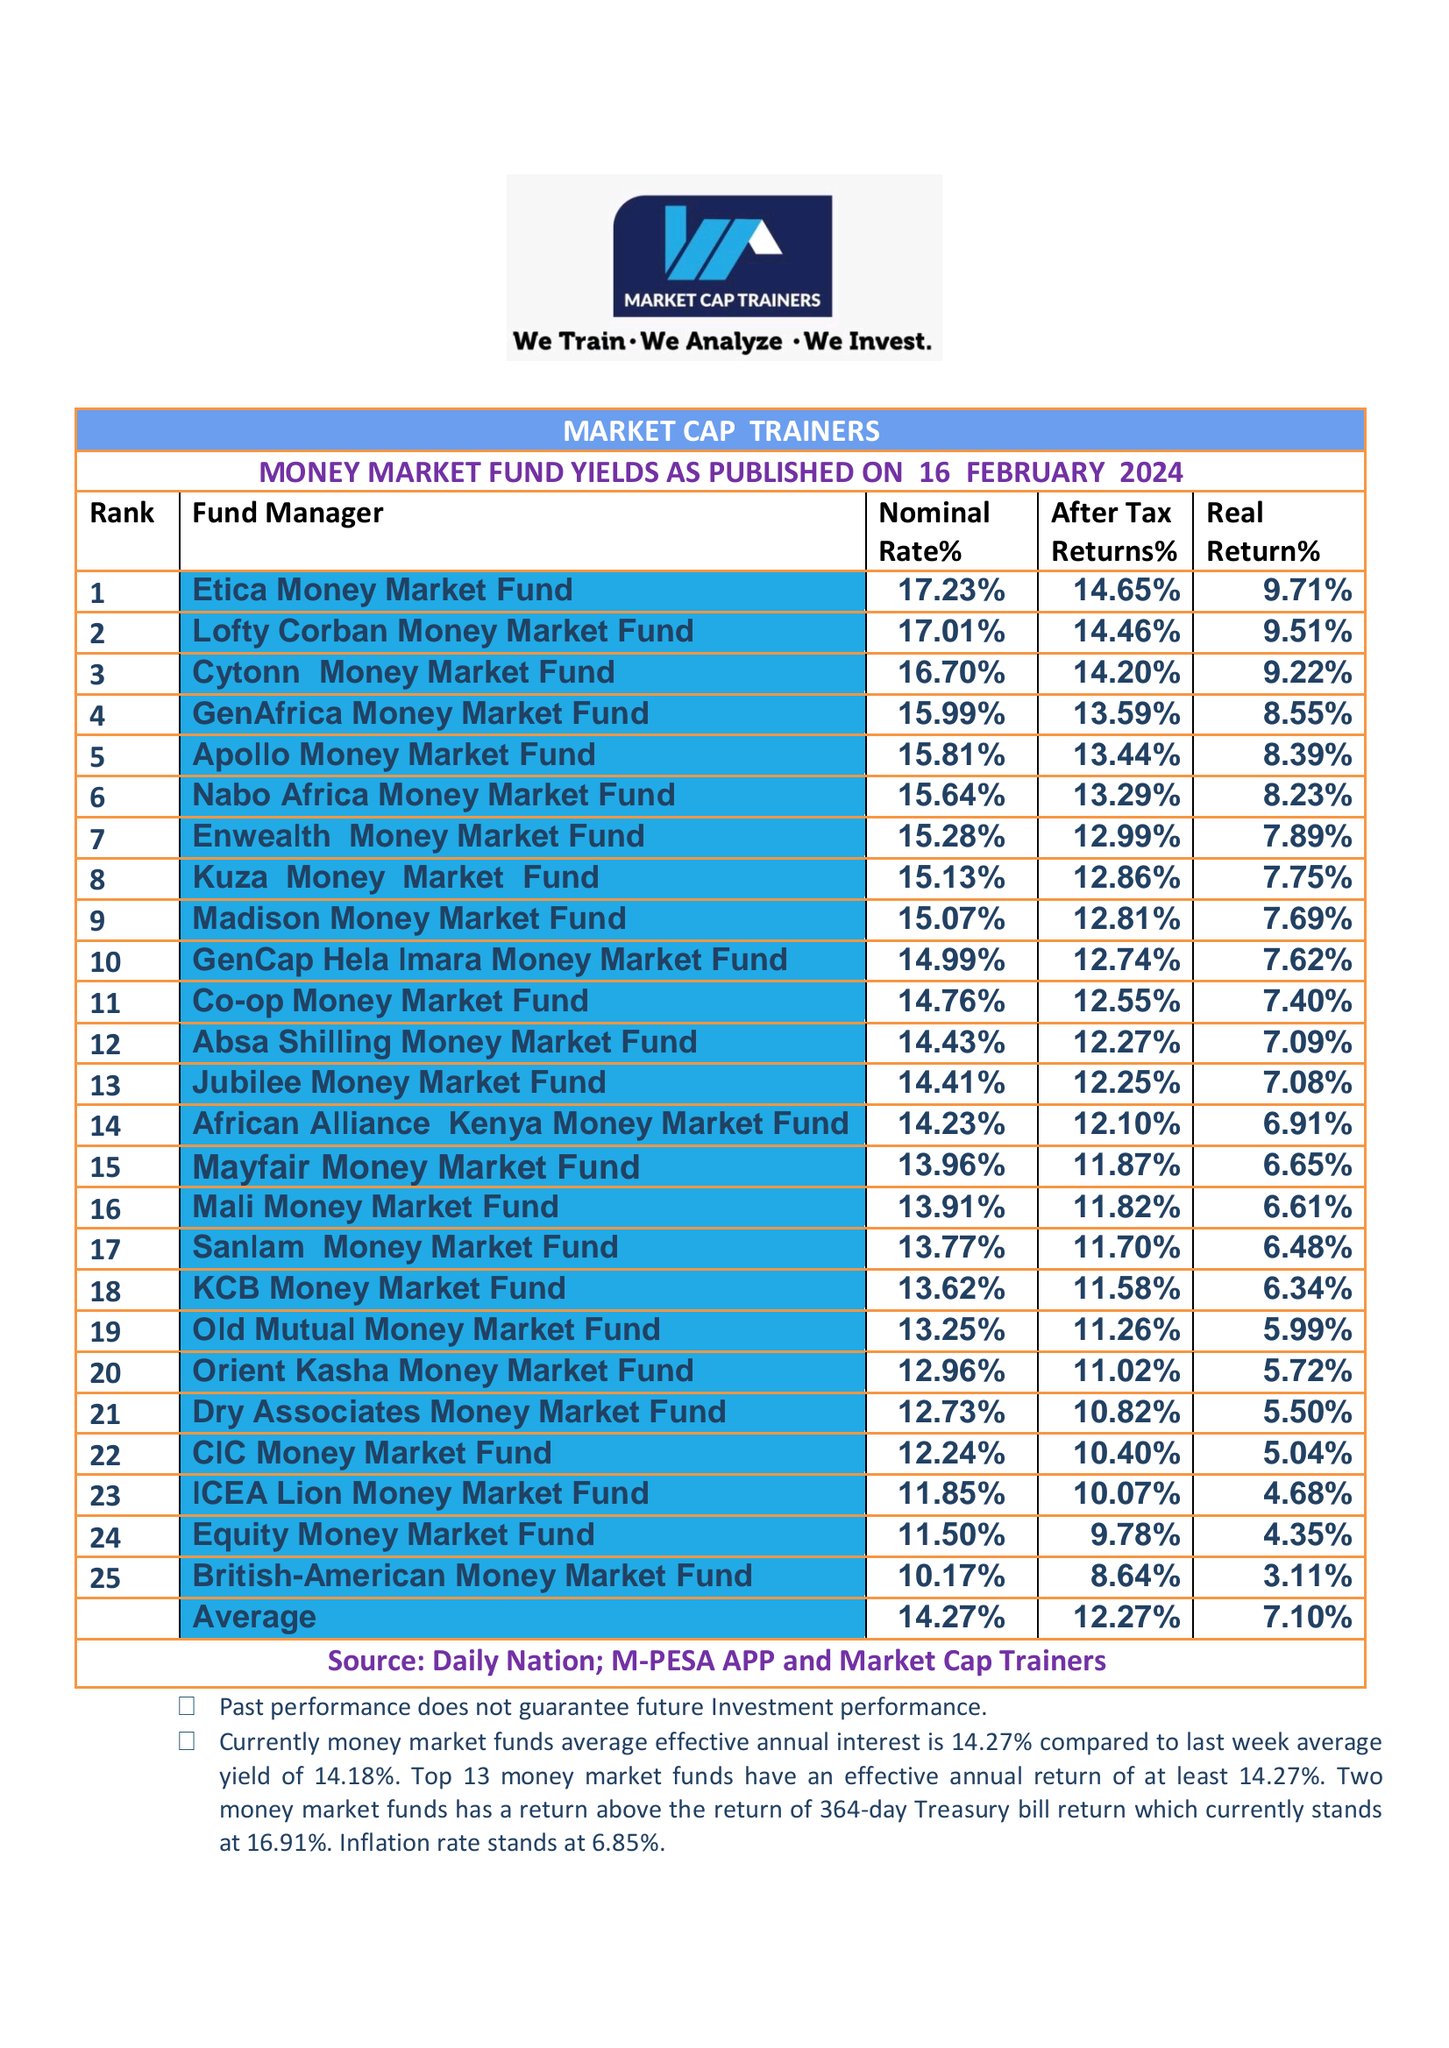 MARKET CAP TRAINERS
We Train • We Analyze • We Invest.
MARKET CAP TRAINERS
MONEY MARKET FUND YIELDS AS PUBLISHED ON 16 FEBRUARY 2024
Rank Fund Manager Nominal Rate% After Tax Returns% Real Return%
1 Etica Money Market Fund 17.23% 14.65% 9.71%
2 Lofty Corban Money Market Fund 17.01% 14.46% 9.51%
3 Cytonn Money Market Fund 16.70% 14.20% 9.22%
4 GenAfrica Money Market Fund 15.99% 13.59% 8.55%
5 Apollo Money Market Fund 15.81% 13.44% 8.39%
6 Nabo Africa Money Market Fund 15.64% 13.29% 8.23%
7 Enwealth Money Market Fund 15.28% 12.99% 7.89%
8 Kuza Money Market Fund 15.13% 12.86% 7.75%
9 Madison Money Market Fund 15.07% 12.81% 7.69%
10 GenCap Hela Imara Money Market Fund 14.99% 12.74% 7.62%
11 Co-op Money Market Fund 14.76% 12.55% 7.40%
12 Absa Shilling Money Market Fund 14.43% 12.27% 7.09%
13 Jubilee Money Market Fund 14.41% 12.25% 7.08%
14 African Alliance Kenya Money Market Fund 14.23% 12.10% 6.91%
15 Mayfair Money Market Fund 13.96% 11.87% 6.65%
16 Mali Money Market Fund 13.91% 11.82% 6.61%
17 Sanlam Money Market Fund 13.77% 11.70% 6.48%
18 KCB Money Market Fund 13.62% 11.58% 6.34%
19 Old Mutual Money Market Fund 13.25% 11.26% 5.99%
20 Orient Kasha Money Market Fund 12.96% 11.02% 5.72%
21 Dry Associates Money Market Fund 12.73% 10.82% 5.50%
22 CIC Money Market Fund 12.24% 10.40% 5.04%
23 ICEA Lion Money Market Fund 11.85% 10.07% 4.68%
24 Equity Money Market Fund 11.50% 9.78% 4.35%
25 British-American Money Market Fund 10.17% 8.64% 3.11%
Average 14.27% 12.27% 7.10%
Source: Daily Nation; M-PESA APP and Market Cap Trainers
Past performance does not guarantee future Investment performance.
Currently money market funds average effective annual interest is 14.27% compared to last week average
yield of 14.18%. Top 13 money market funds have an effective annual return of at least 14.27%. Two
money market funds has a return above the return of 364-day Treasury bill return which currently stands
at 16.91%. Inflation rate stands at 6.85%.